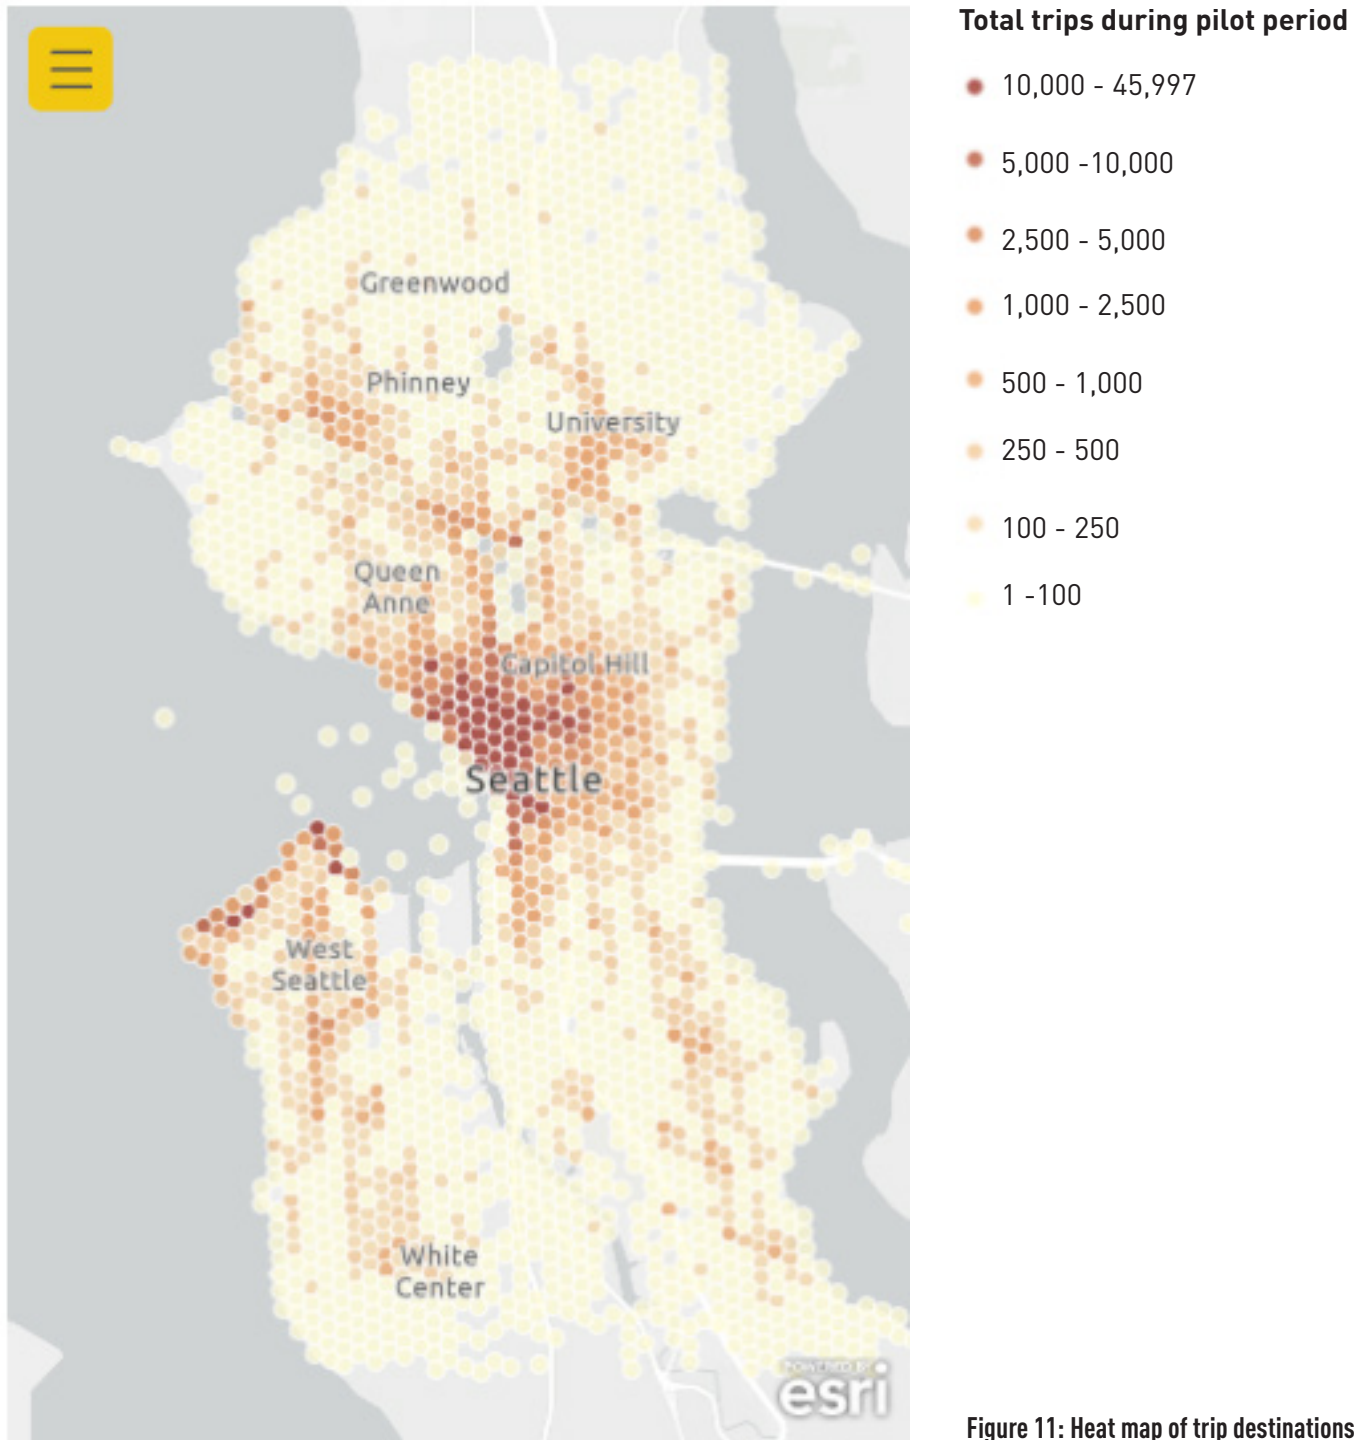 Total trips during pilot period
10,000 - 45,997
5,000 -10,000
2,500 - 5,000
1,000 - 2,500
500 - 1,000
250 - 500
100 - 250
1 -100
Greenwood
Phinney
University
Queen
Anne
Capitol Hill
Seattle
West
Seattle
White
Center
POWERED BY
esri
Figure 11: Heat map of trip destinations